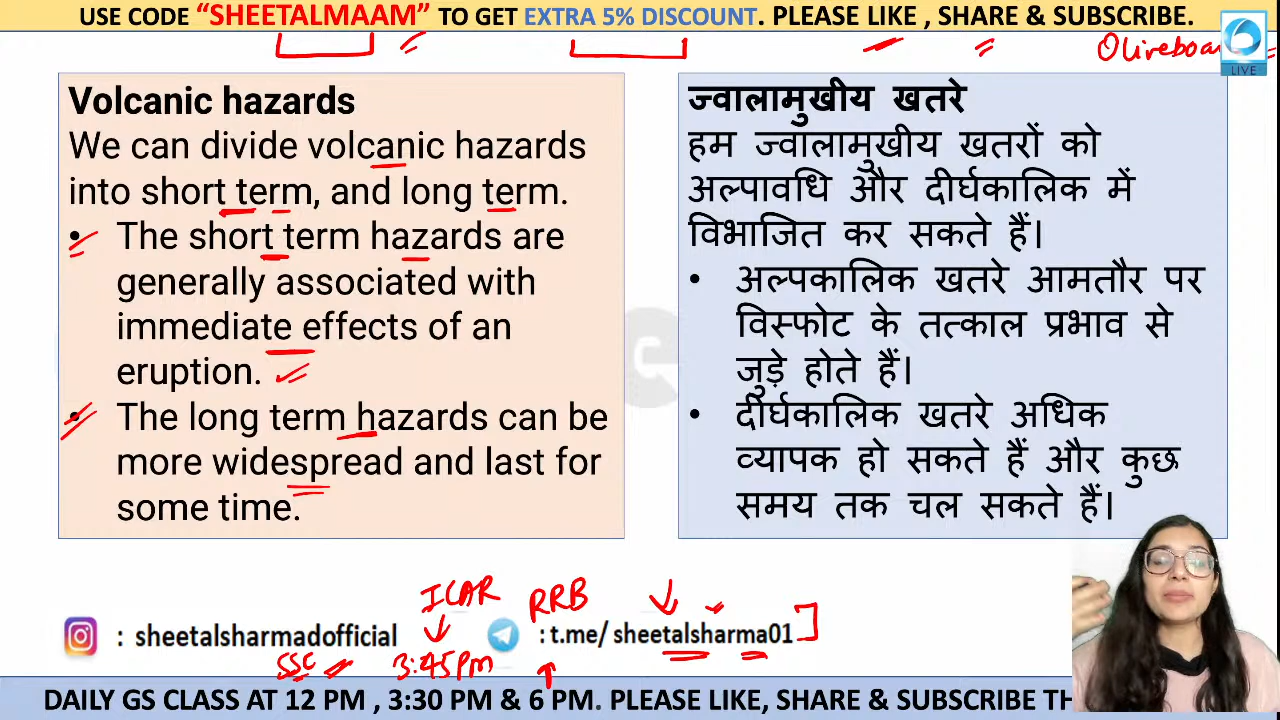 USE CODE “SHEETALMAAM” TO GET EXTRA 5% DISCOUNT. PLEASE LIKE , SHARE & SUBSCRIBE.
LIVE
Volcanic hazards
We can divide volcanic hazards
into short term, and long term.
• The short term hazards are
generally associated with
immediate effects of an
eruption.
• The long term hazards can be
more widespread and last for
some time.
ज्वालामुखीय खतरे
हम ज्वालामुखीय खतरों को
अल्पावधि और दीर्घकालिक में
विभाजित कर सकते हैं।
• अल्पकालिक खतरे आमतौर पर
विस्फोट के तत्काल प्रभाव से
जुड़े होते हैं।
• दीर्घकालिक खतरे अधिक
व्यापक हो सकते हैं और कुछ
समय तक चल सकते हैं।
ICAR RRB
: sheetalsharmadofficial : t.me/ sheetalsharma01
SSC 3:45 pm
DAILY GS CLASS AT 12 PM , 3:30 PM & 6 PM. PLEASE LIKE, SHARE & SUBSCRIBE